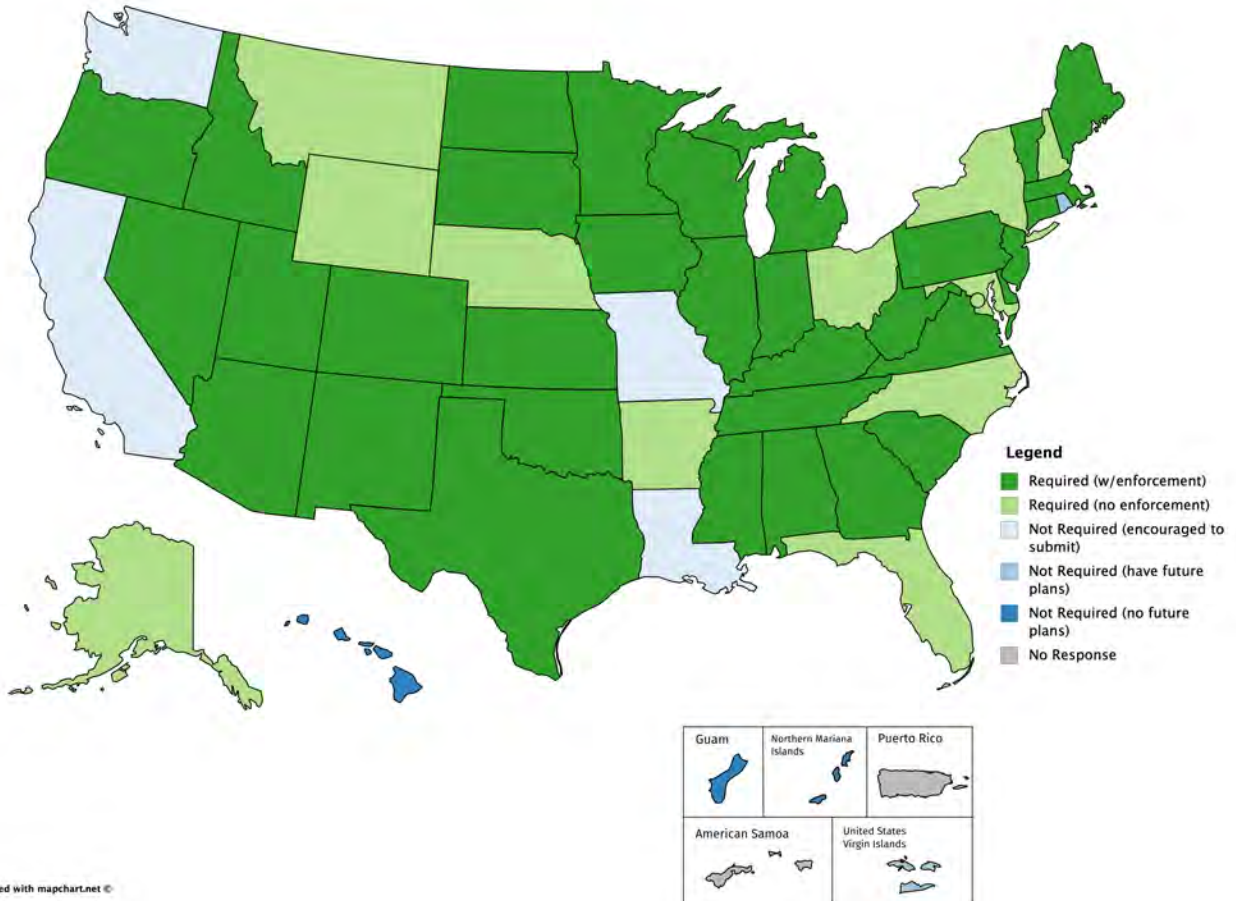 Legend
Required (w/enforcement)
Required (no enforcement)
Not Required (encouraged to
submit)
Not Required (have future
plans)
Not Required (no future
plans)
No Response
Guam
Northern Mariana
Islands
Puerto Rico
American Samoa
United States
Virgin Islands
ed with mapchart.net ©